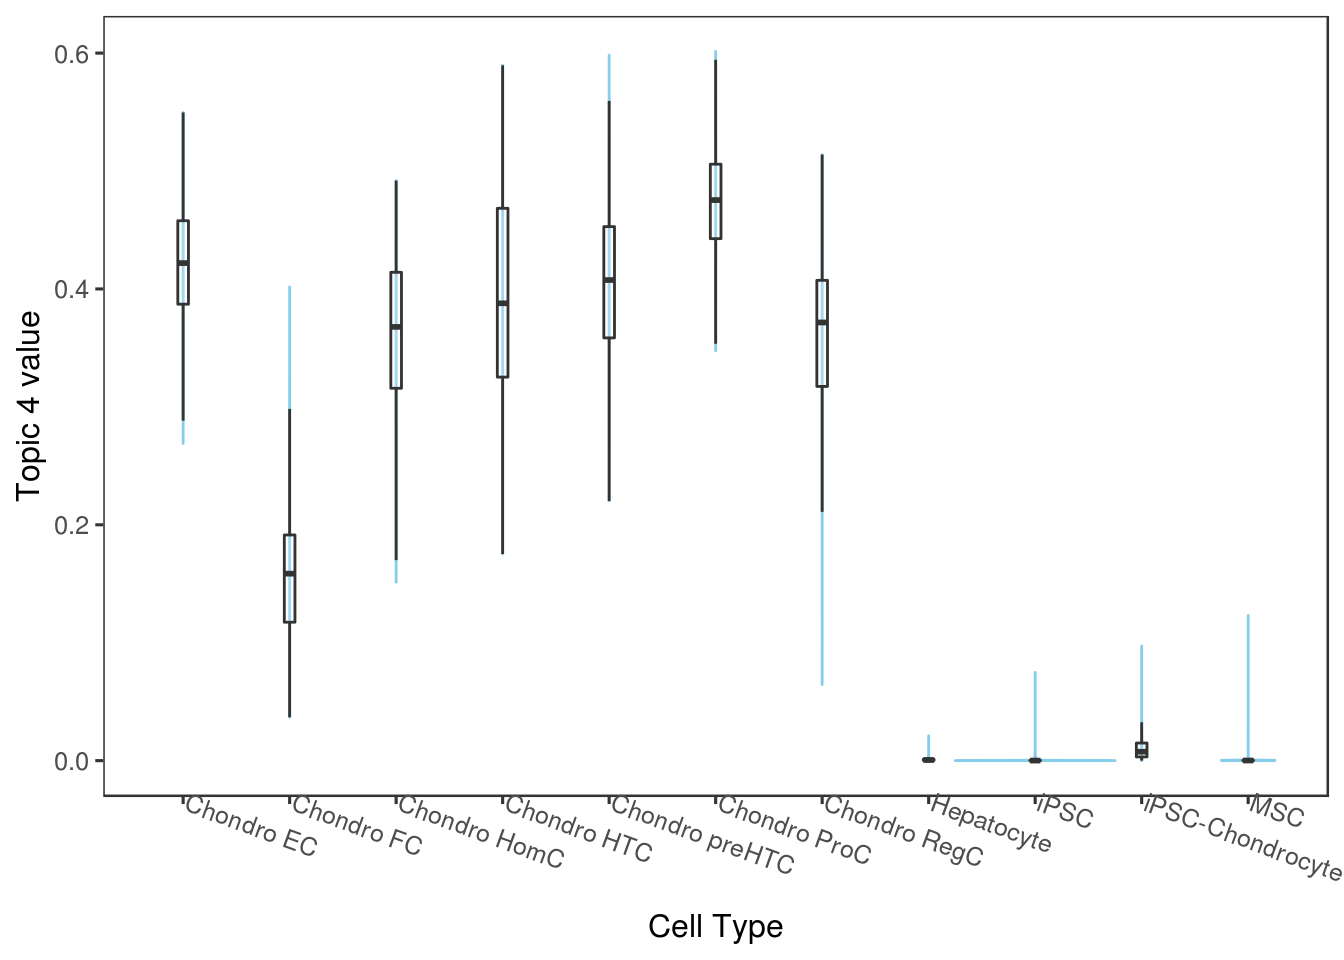 0.6
0.4
0.2
0.0
Topic 4 value
Chondro EC
Chondro FC
Chondro HomC
Chondro HTC
Chondro preHTC
Chondro ProC
Chondro RegC
Hepatocyte
iPSC
iPSC-Chondrocyte
MSC
Cell Type